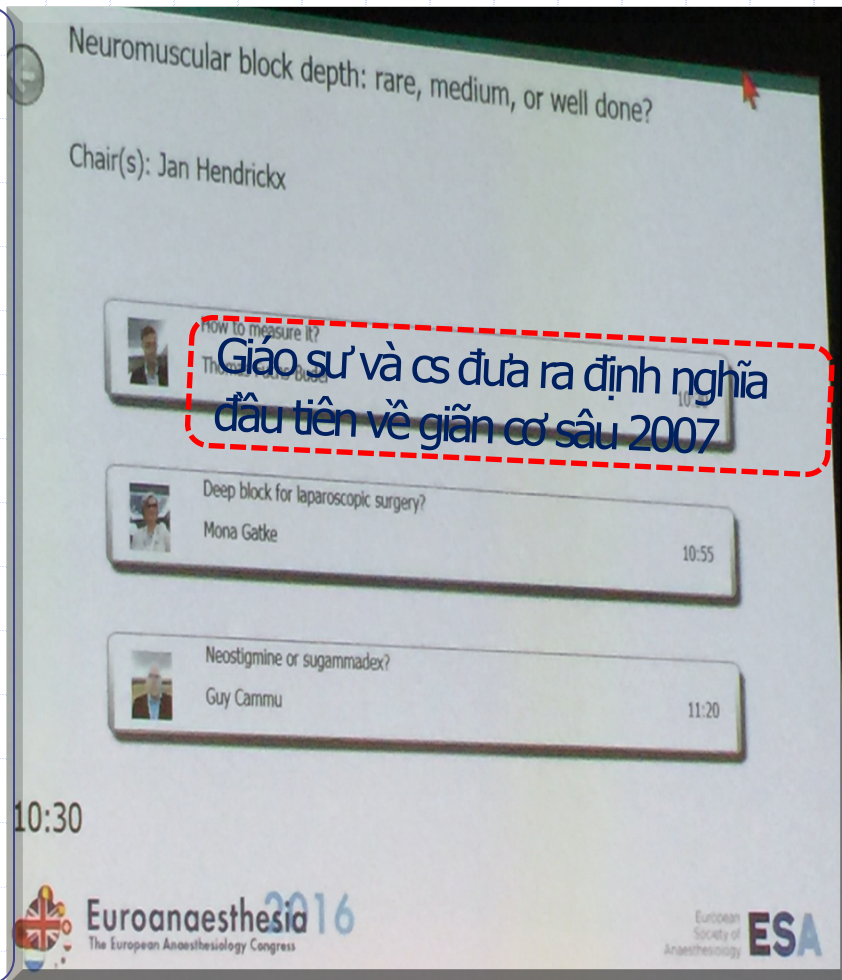 Neuromuscular block depth: rare, medium, or well done?
Chair(s): Jan Hendrickx
How to measure it?
Giáo sư và cs đưa ra định nghĩa
đầu tiên về giãn cơ sâu 2007
Deep block for laparoscopic surgery?
Mona Gatke
10:55
Neostigmine or sugammadex?
Guy Cammu
11:20
10:30
Euroanaesthesia 2016
The European Anaesthesiology Congress
European
Society of
Anaesthesiology
ESA